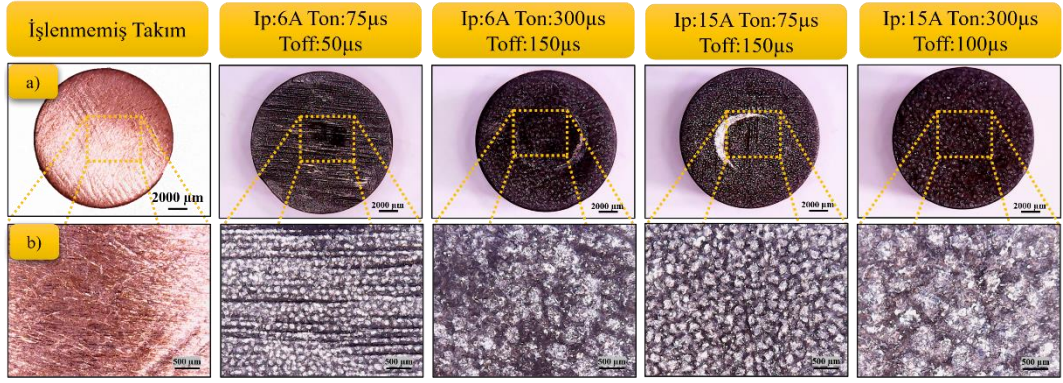 İşlenmemiş Takım
Ip:6A Ton:75µs
Toff:50µs
Ip:6A Ton:300µs
Toff:150µs
Ip:15A Ton:75µs
Toff:150µs
Ip:15A Ton:300µs
Toff:100µs
a)
2000 µm
2000 µm
2000 µm
2000 µm
2000 µm
b)
500 µm
500 µm
500 µm
500 µm
500 µm